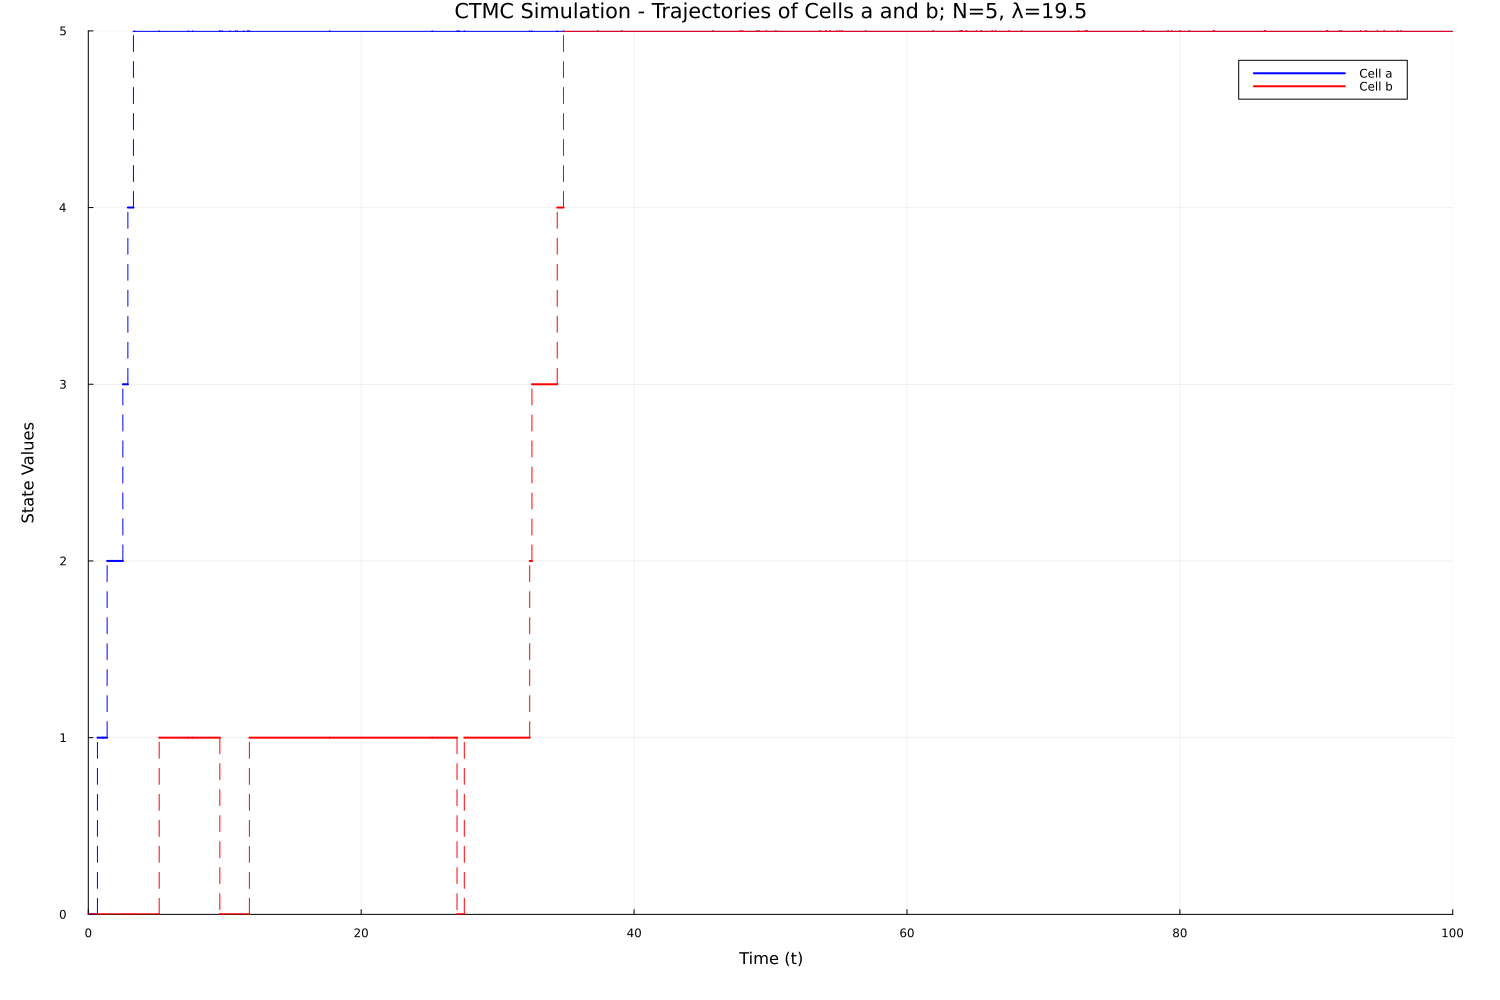 CTMC Simulation - Trajectories of Cells a and b; N=5, λ=19.5
Cell a
Cell b
State Values
5
4
3
2
1
0
0 20 40 60 80 100
Time (t)